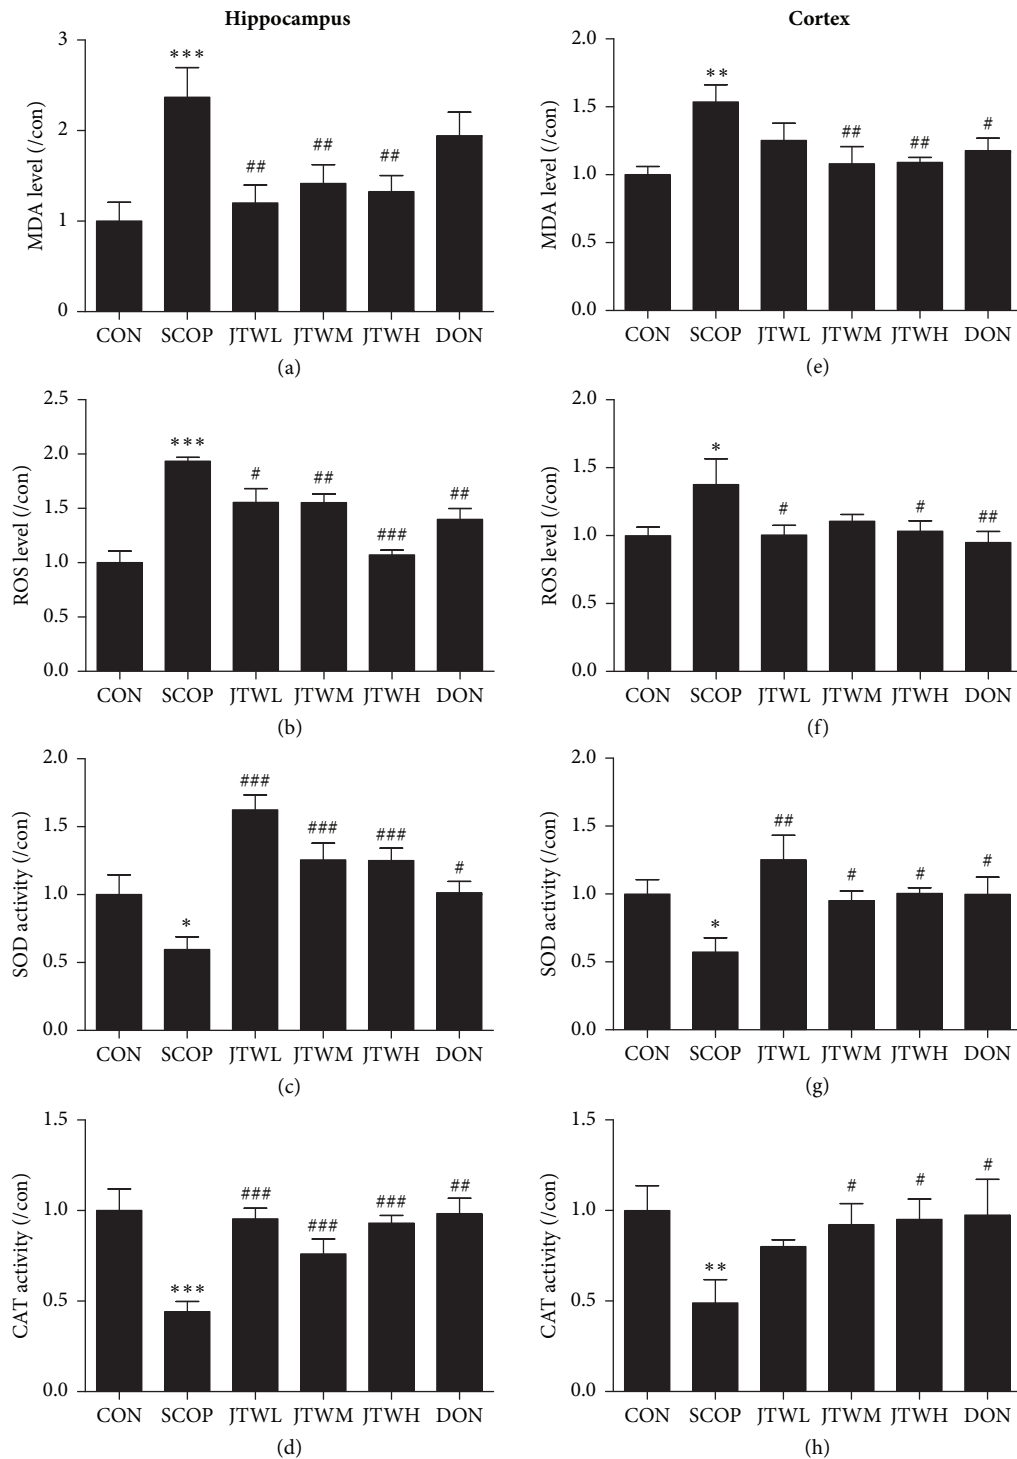 Hippocampus
MDA level (/con)
3
2
1
0
***
##
##
##
CON SCOP JTWL JTWM JTWH DON
(a)
Cortex
MDA level (/con)
2.0
1.5
1.0
0.5
0.0
**
##
##
#
CON SCOP JTWL JTWM JTWH DON
(e)
ROS level (/con)
2.5
2.0
1.5
1.0
0.5
0.0
***
#
##
###
##
CON SCOP JTWL JTWM JTWH DON
(b)
ROS level (/con)
2.0
1.5
1.0
0.5
0.0
*
#
#
##
CON SCOP JTWL JTWM JTWH DON
(f)
SOD activity (/con)
2.0
1.5
1.0
0.5
0.0
*
###
###
###
#
CON SCOP JTWL JTWM JTWH DON
(c)
SOD activity (/con)
2.0
1.5
1.0
0.5
0.0
*
##
#
#
#
CON SCOP JTWL JTWM JTWH DON
(g)
CAT activity (/con)
1.5
1.0
0.5
0.0
***
###
###
###
##
CON SCOP JTWL JTWM JTWH DON
(d)
CAT activity (/con)
1.5
1.0
0.5
0.0
**
#
#
#
CON SCOP JTWL JTWM JTWH DON
(h)